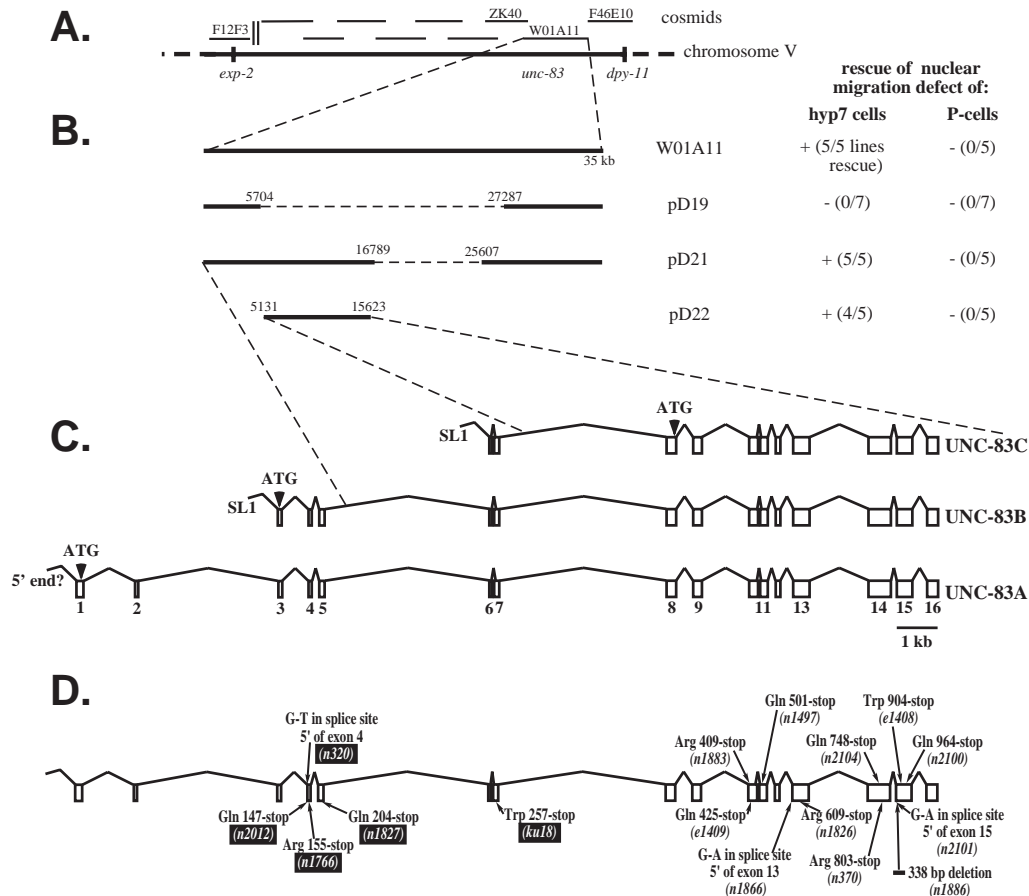 A.
ZK40 F46E10 cosmids
F12F3 W01A11
chromosome V
exp-2 unc-83 dpy-11
rescue of nuclear
migration defect of:
hyp7 cells P-cells
B.
35 kb
W01A11 + (5/5 lines rescue) - (0/5)
5704 27287
pD19 - (0/7) - (0/7)
16789 25607
pD21 + (5/5) - (0/5)
5131 15623
pD22 + (4/5) - (0/5)
C.
SL1 ATG UNC-83C
SL1 ATG UNC-83B
5' end? ATG UNC-83A
1 2 3 4 5 6 7 8 9 11 13 14 15 16
1 kb
D.
G-T in splice site
5' of exon 4
(n320)
Gln 147-stop
(n2012)
Arg 155-stop
(n1766)
Gln 204-stop
(n1827)
Trp 257-stop
(ku18)
Arg 409-stop
(n1883)
Gln 425-stop
(e1409)
Gln 501-stop
(n1497)
G-A in splice site
5' of exon 13
(n1866)
Arg 609-stop
(n1826)
Gln 748-stop
(n2104)
Arg 803-stop
(n370)
Trp 904-stop
(e1408)
Gln 964-stop
(n2100)
G-A in splice site
5' of exon 15
(n2101)
338 bp deletion
(n1886)